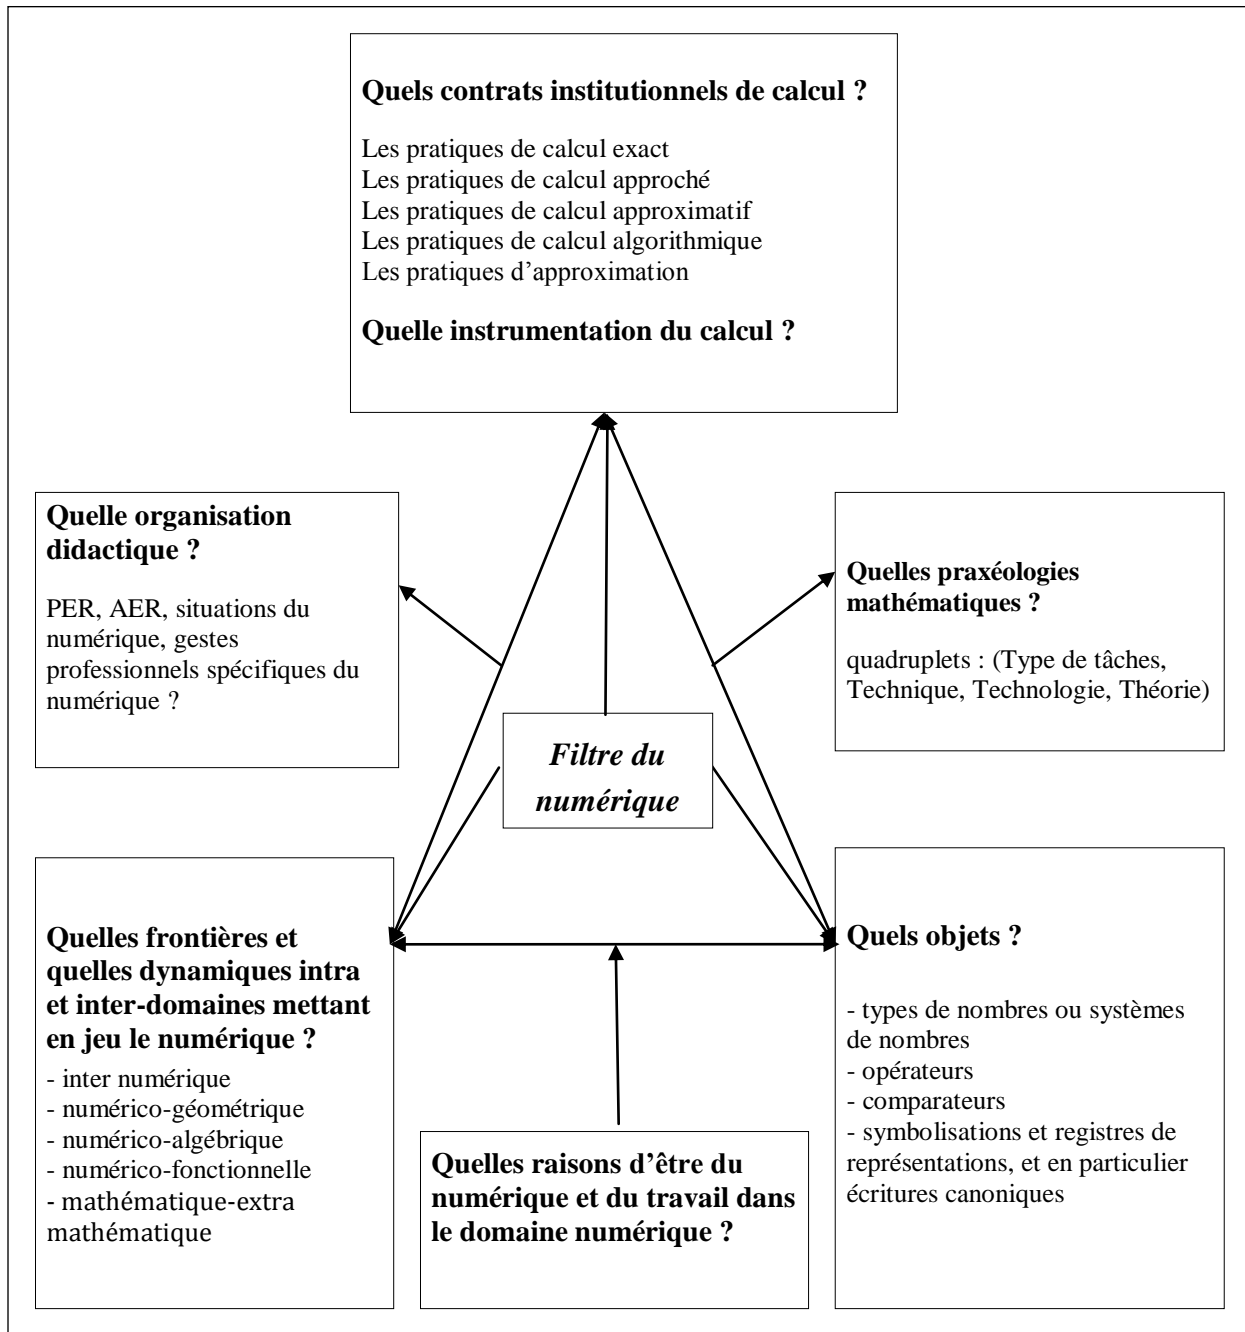 Quels contrats institutionnels de calcul ?
Les pratiques de calcul exact
Les pratiques de calcul approché
Les pratiques de calcul approximatif
Les pratiques de calcul algorithmique
Les pratiques d’approximation
Quelle instrumentation du calcul ?
Quelle organisation
didactique ?
PER, AER, situations du
numérique, gestes
professionnels spécifiques du
numérique ?
Quelles praxéologies
mathématiques ?
quadruplets : (Type de tâches,
Technique, Technologie, Théorie)
Filtre du
numérique
Quelles frontières et
quelles dynamiques intra
et inter-domaines mettant
en jeu le numérique ?
- inter numérique
- numérico-géométrique
- numérico-algébrique
- numérico-fonctionnelle
- mathématique-extra
mathématique
Quelles raisons d’être du
numérique et du travail dans
le domaine numérique ?
Quels objets ?
- types de nombres ou systèmes
de nombres
- opérateurs
- comparateurs
- symbolisations et registres de
représentations, et en particulier
écritures canoniques